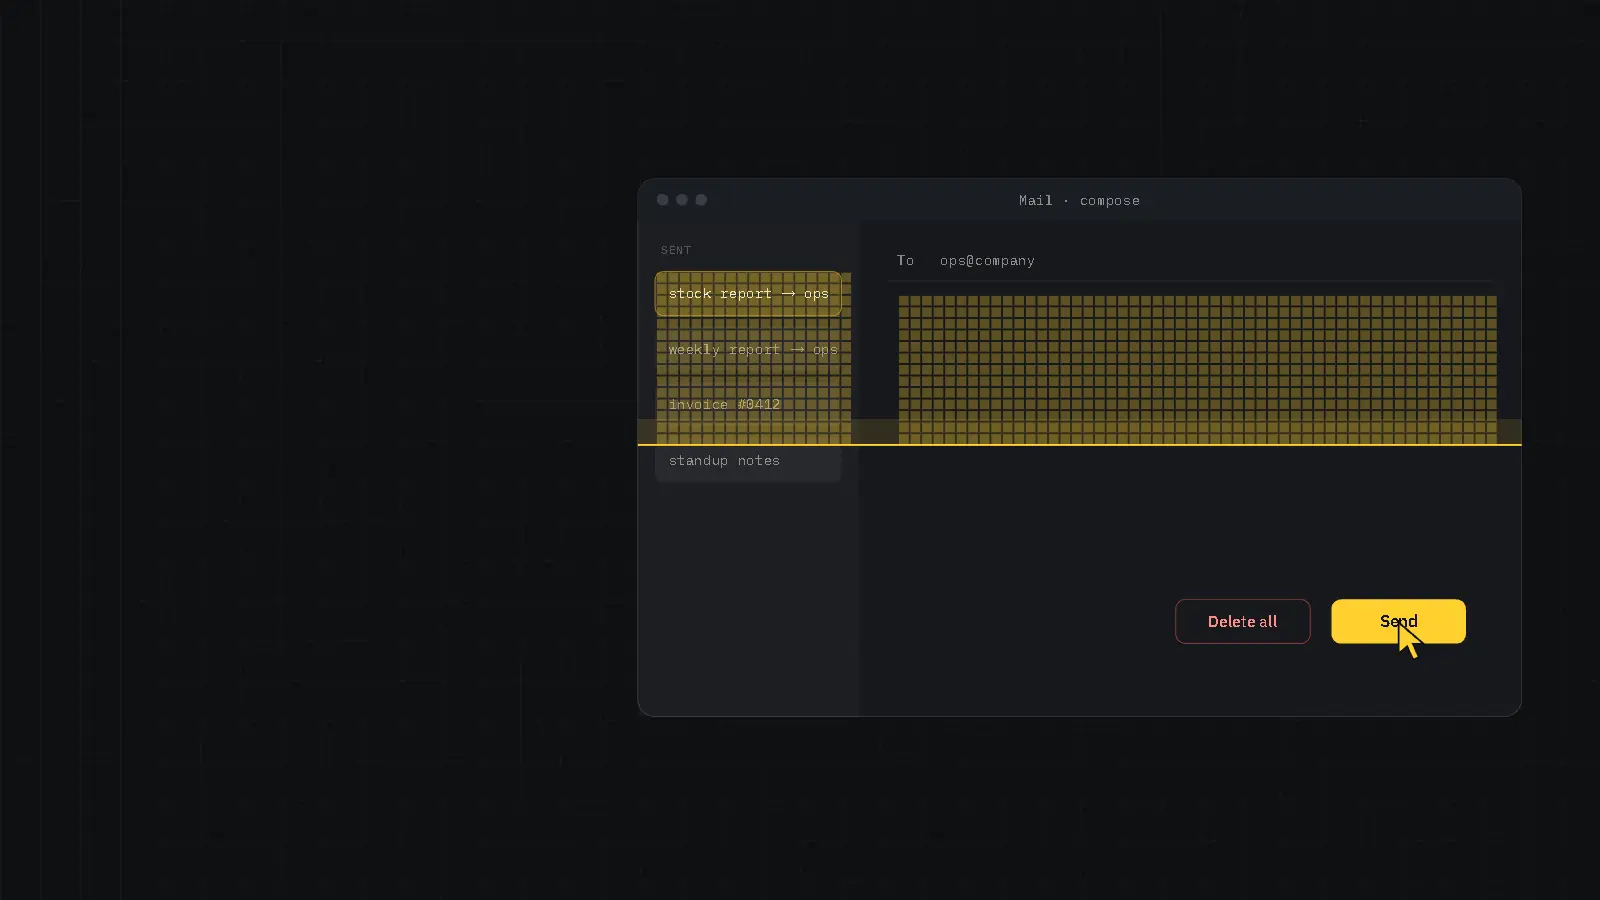 Mail · compose
SENT
stock report → ops
weekly report → ops
invoice #0412
standup notes
To ops@company
Delete all
Send